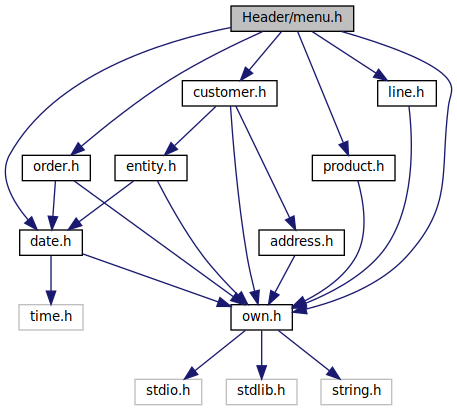 Header/menu.h
customer.h
line.h
order.h
entity.h
product.h
date.h
address.h
time.h
own.h
stdio.h
stdlib.h
string.h